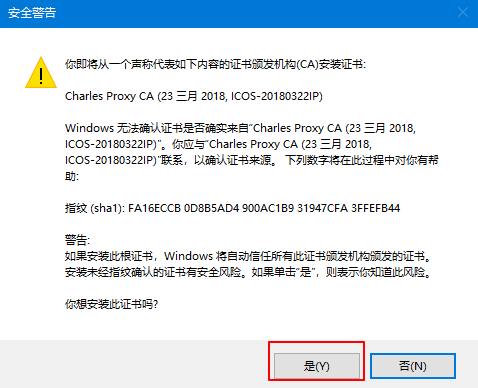 安全警告
你即将从一个声称代表如下内容的证书颁发机构(CA)安装证书:
Charles Proxy CA (23 三月 2018, ICOS-20180322IP)
Windows 无法确认证书是否确实来自“Charles Proxy CA (23 三月 2018,
ICOS-20180322IP)”。你应与“Charles Proxy CA (23 三月 2018,
ICOS-20180322IP)”联系，以确认证书来源。 下列数字将在此过程中对你有帮
助:
指纹 (sha1): FA16ECCB 0D8B5AD4 900AC1B9 31947CFA 3FFEFB44
警告:
如果安装此根证书，Windows 将自动信任所有此证书颁发机构颁发的证书。
安装未经指纹确认的证书有安全风险。如果单击“是”，则表示你知道此风险。
你想安装此证书吗?
是(Y)
否(N)